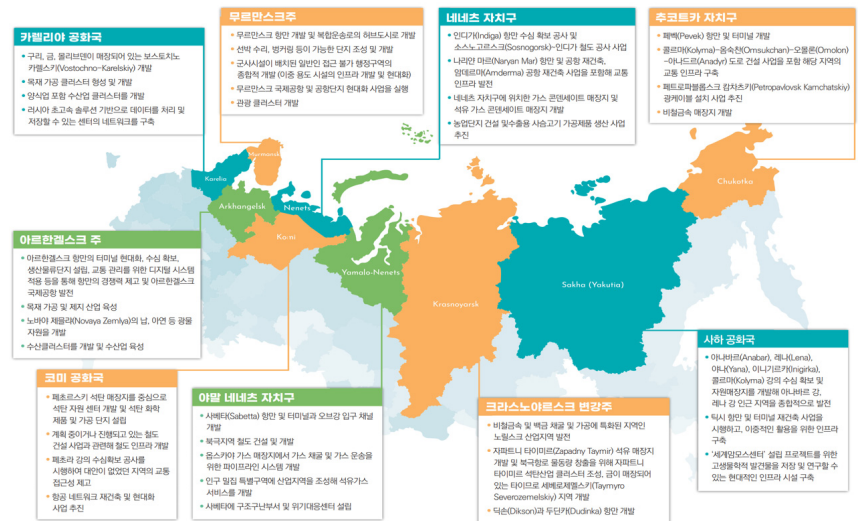 카렐리야 공화국
• 구리, 금, 몰리브덴이 매장되어 있는 보스토치노
카렐스키(Vostochno-Karelskiy) 개발
• 목재 가공 클러스터 형성 및 개발
• 양식업 포함 수산업 클러스터를 개발
• 러시아 초고속 솔루션 기반으로 데이터를 처리 및
저장할 수 있는 센터의 네트워크를 구축
무르만스크주
• 무르만스크 항만 개발 및 복합운송로의 허브도시로 개발
• 선박 수리, 벙커링 등이 가능한 단지 조성 및 개발
• 군사시설이 배치된 일반인 접근 불가 행정구역의
종합적 개발 (이중 용도 시설의 인프라 개발 및 현대화)
• 무르만스크 국제공항 및 공항단지 현대화 사업을 실행
• 관광 클러스터 개발
네네츠 자치구
• 인디가(Indiga) 항만 수심 확보 공사 및
소스노고르스크(Sosnogorsk)-인디가 철도 공사 사업
• 나리얀 마르(Naryan Mar) 항만 및 공항 재건축,
암데르마(Amderma) 공항 재건축 사업을 포함해 교통
인프라 발전
• 네네츠 자치구에 위치한 가스 콘덴세이트 매장지 및
석유 가스 콘덴세이트 매장지 개발
• 농업단지 건설 및수출용 사슴고기 가공제품 생산 사업
추진
추코트카 자치구
• 페벡(Pevek) 항만 및 터미널 개발
• 콜르마(Kolyma)-옴숙찬(Omsukchan)-오몰론(Omolon)
-아나드르(Anadyr) 도로 건설 사업을 포함 해당 지역의
교통 인프라 구축
• 페트로파블롭스크 캄차츠키(Petropavlovsk Kamchatskiy)
광케이블 설치 사업 추진
• 비철금속 매장지 개발
Murmansk
Karelia
Arkhangelsk
Nenets
Ko-mi
Yamalo-Nenets
Krasnoyarsk
Sakha (Yakutia)
Chukotka
아르한겔스크 주
• 아르한겔스크 항만의 터미널 현대화, 수심 확보,
생산물류단지 설립, 교통 관리를 위한 디지털 시스템
적용 등을 통해 항만의 경쟁력 제고 및 아르한겔스크
국제공항 발전
• 목재 가공 및 제지 산업 육성
• 노바야 제믈랴(Novaya Zemlya)의 납, 아연 등 광물
자원을 개발
• 수산클러스터를 개발 및 수산업 육성
코미 공화국
• 페초르스키 석탄 매장지를 중심으로
석탄 자원 센터 개발 및 석탄 화학
제품 및 가공 단지 설립
• 계획 중이거나 진행되고 있는 철도
건설 사업과 관련해 철도 인프라 개발
• 페초라 강의 수심확보 공사를
시행하여 대안이 없었던 지역의 교통
접근성 제고
• 항공 네트워크 재건축 및 현대화
사업 추진
야말 네네츠 자치구
• 사베타(Sabetta) 항만 및 터미널과 오브강 입구 채널
개발
• 북극지역 철도 건설 및 개발
• 옵스카야 가스 매장지에서 가스 채굴 및 가스 운송을
위한 파이프라인 시스템 개발
• 인구 밀집 특별구역에 산업지역을 조성해 석유가스
서비스를 개발
• 사베타에 구조구난부서 및 위기대응센터 설립
크라스노야르스크 변강주
• 비철금속 및 백금 채굴 및 가공에 특화된 지역인
노릴스크 산업지역 발전
• 자파트니 타이미르(Zapadny Taymir) 석유 매장지
개발 및 북극항로 물동량 창출을 위해 자파트니
타이미르 석탄산업 클러스터 조성, 금이 매장되어
있는 타이므르 세베로제멜스키(Taymyro
Severozemelskiy) 지역 개발
• 딕손(Dikson)과 두딘카(Dudinka) 항만 개발
사하 공화국
• 아나바르(Anabar), 레나(Lena),
야나(Yana), 이니기르카(Inigirka),
콜르마(Kolyma) 강의 수심 확보 및
자원매장지를 개발해 아나바르 강,
레나 강 인근 지역을 종합적으로 발전
• 틱시 항만 및 터미널 재건축 사업을
시행하고, 이중적인 활용을 위한 인프라
구축
• '세계맘모스센터' 설립 프로젝트를 위한
고생물학적 발견물을 저장 및 연구할 수
있는 현대적인 인프라 시설 구축